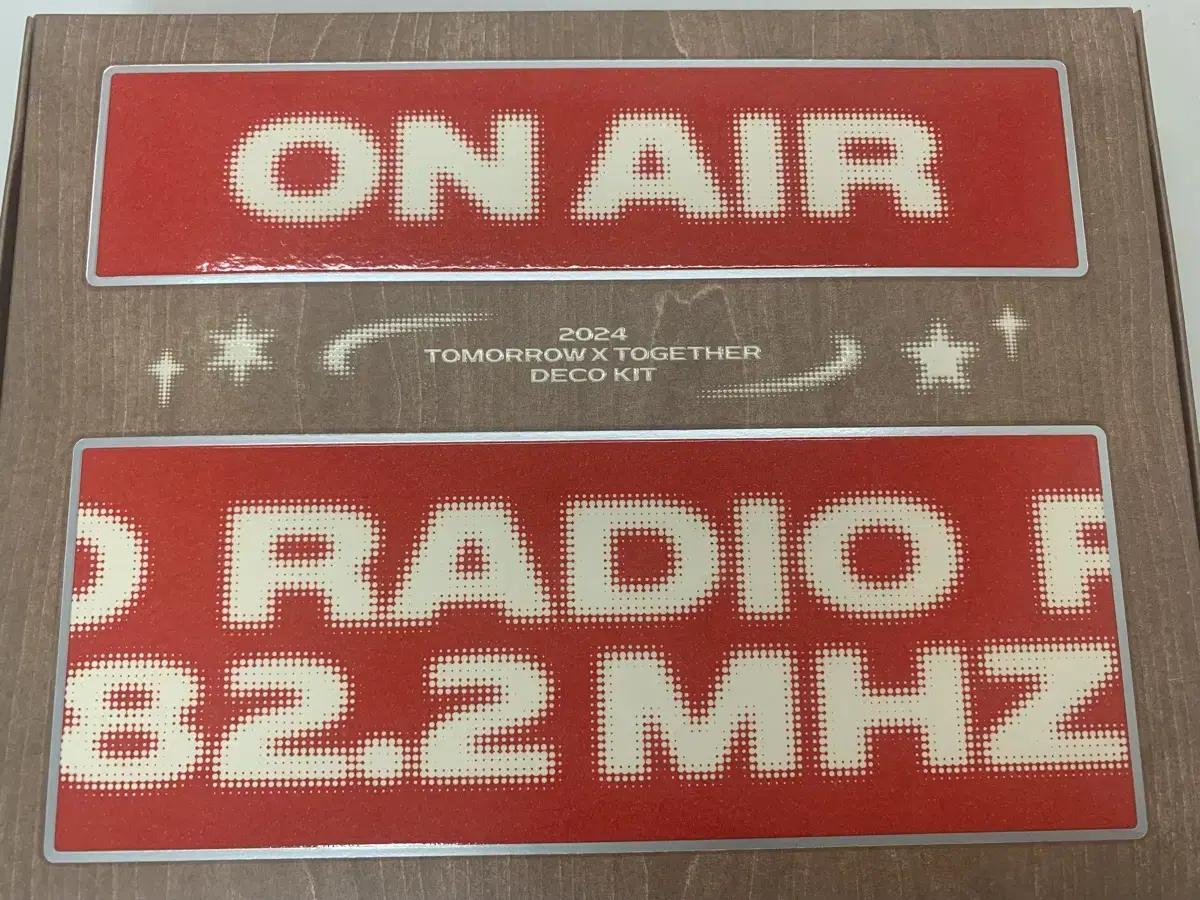 ON AIR
2024
TOMORROW X TOGETHER
DECO KIT
O RADIO R
82.2 MHZ